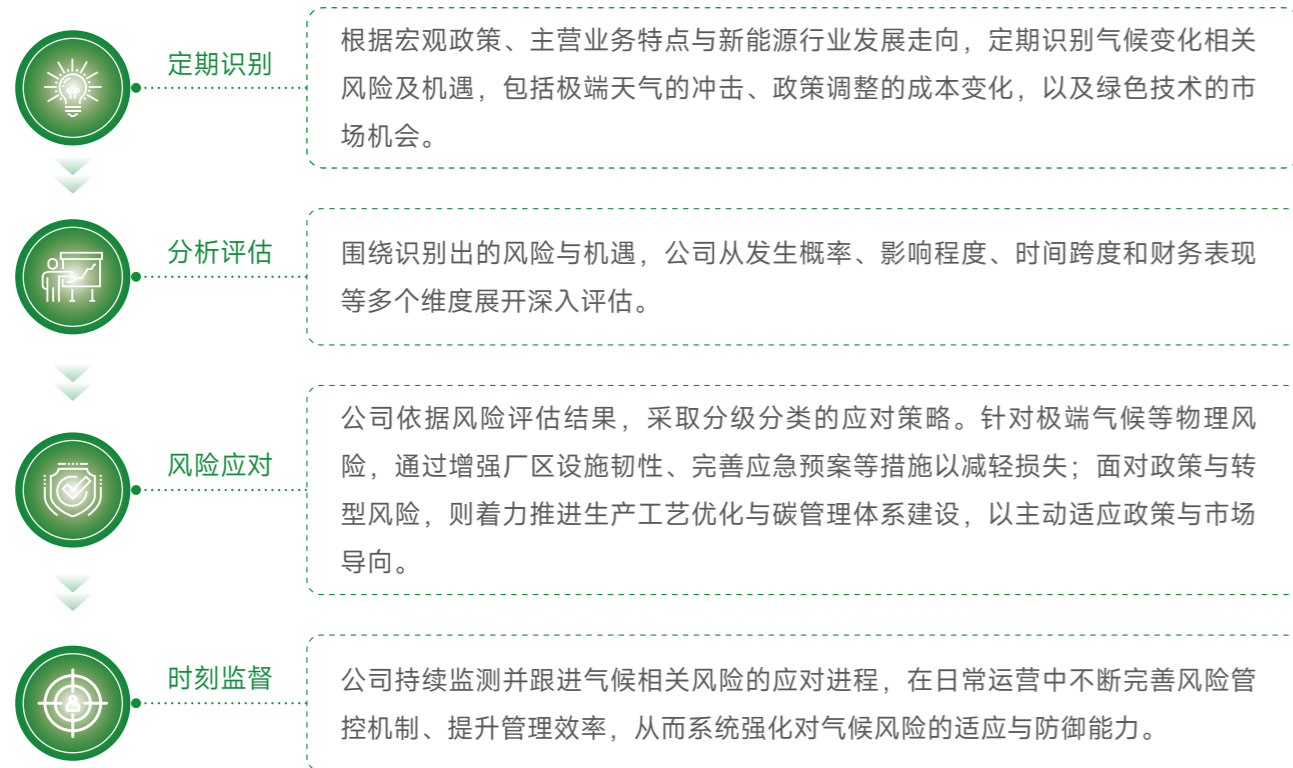 定期识别
根据宏观政策、主营业务特点与新能源行业发展走向，定期识别气候变化相关
风险及机遇，包括极端天气的冲击、政策调整的成本变化，以及绿色技术的市
场机会。
分析评估
围绕识别出的风险与机遇，公司从发生概率、影响程度、时间跨度和财务表现
等多个维度展开深入评估。
风险应对
公司依据风险评估结果，采取分级分类的应对策略。针对极端气候等物理风
险，通过增强厂区设施韧性、完善应急预案等措施以减轻损失；面对政策与转
型风险，则着力推进生产工艺优化与碳管理体系建设，以主动适应政策与市场
导向。
时刻监督
公司持续监测并跟进气候相关风险的应对进程，在日常运营中不断完善风险管
控机制、提升管理效率，从而系统强化对气候风险的适应与防御能力。